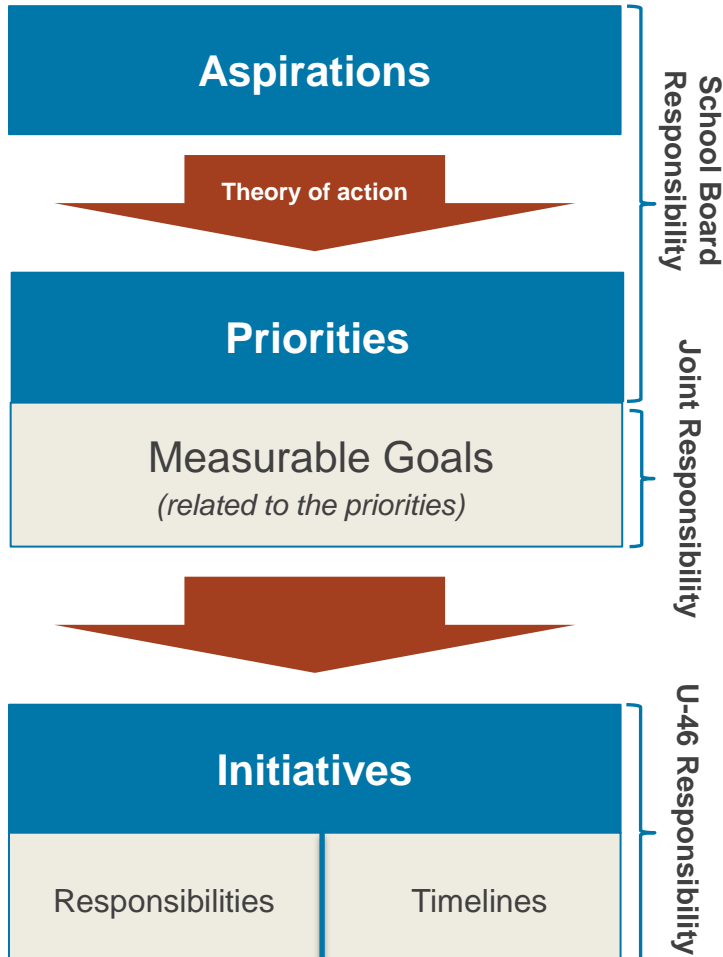 Aspirations
Theory of action
School Board
Responsibility
Priorities
Measurable Goals
(related to the priorities)
Joint Responsibility
Initiatives
Responsibilities
Timelines
U-46 Responsibility